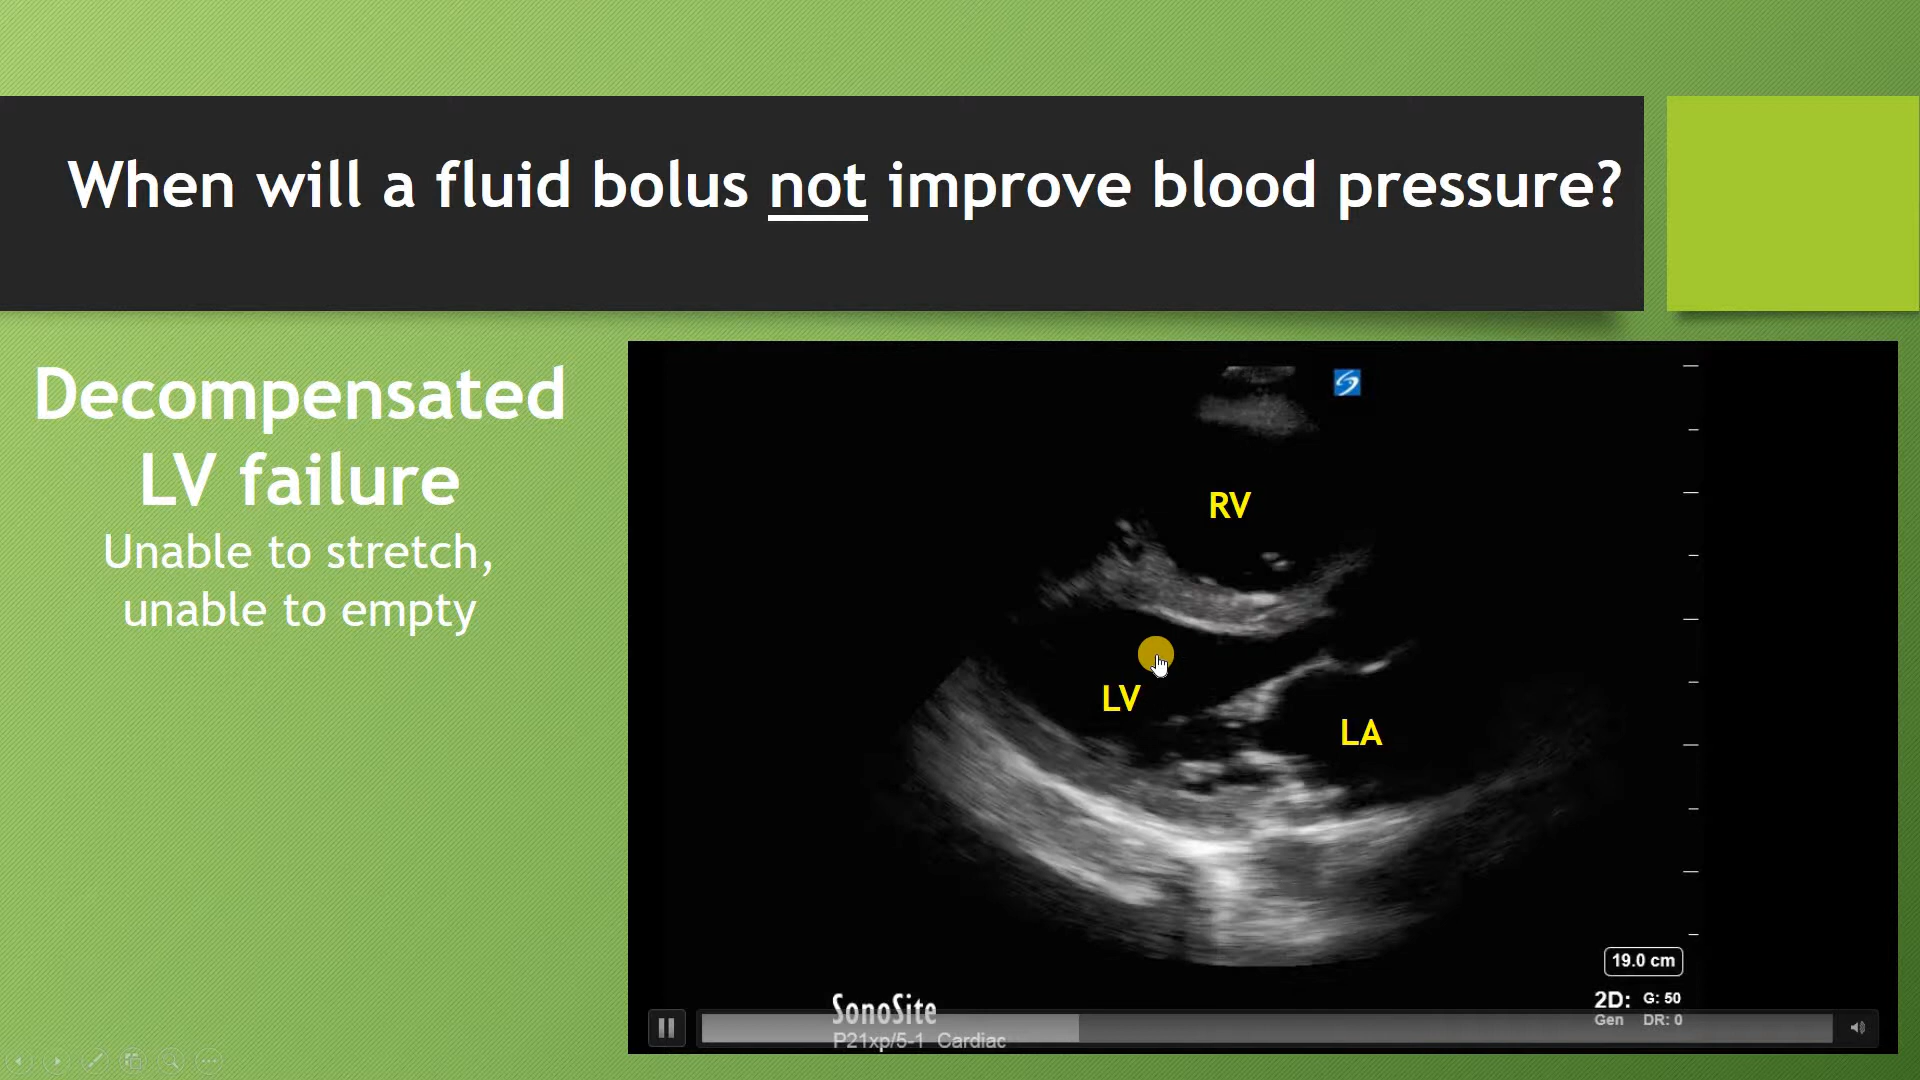 When will a fluid bolus not improve blood pressure?
Decompensated
LV failure
Unable to stretch,
unable to empty
RV
LV
LA
19.0 cm
2D: G: 50
Gen DR: 0
SonoSite
P21xp/5-1 Cardiac